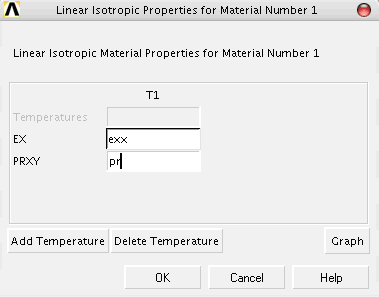 Linear Isotropic Properties for Material Number 1
Linear Isotropic Material Properties for Material Number 1
T1
Temperatures
EX exx
PRXY pr
Add Temperature Delete Temperature Graph
OK Cancel Help